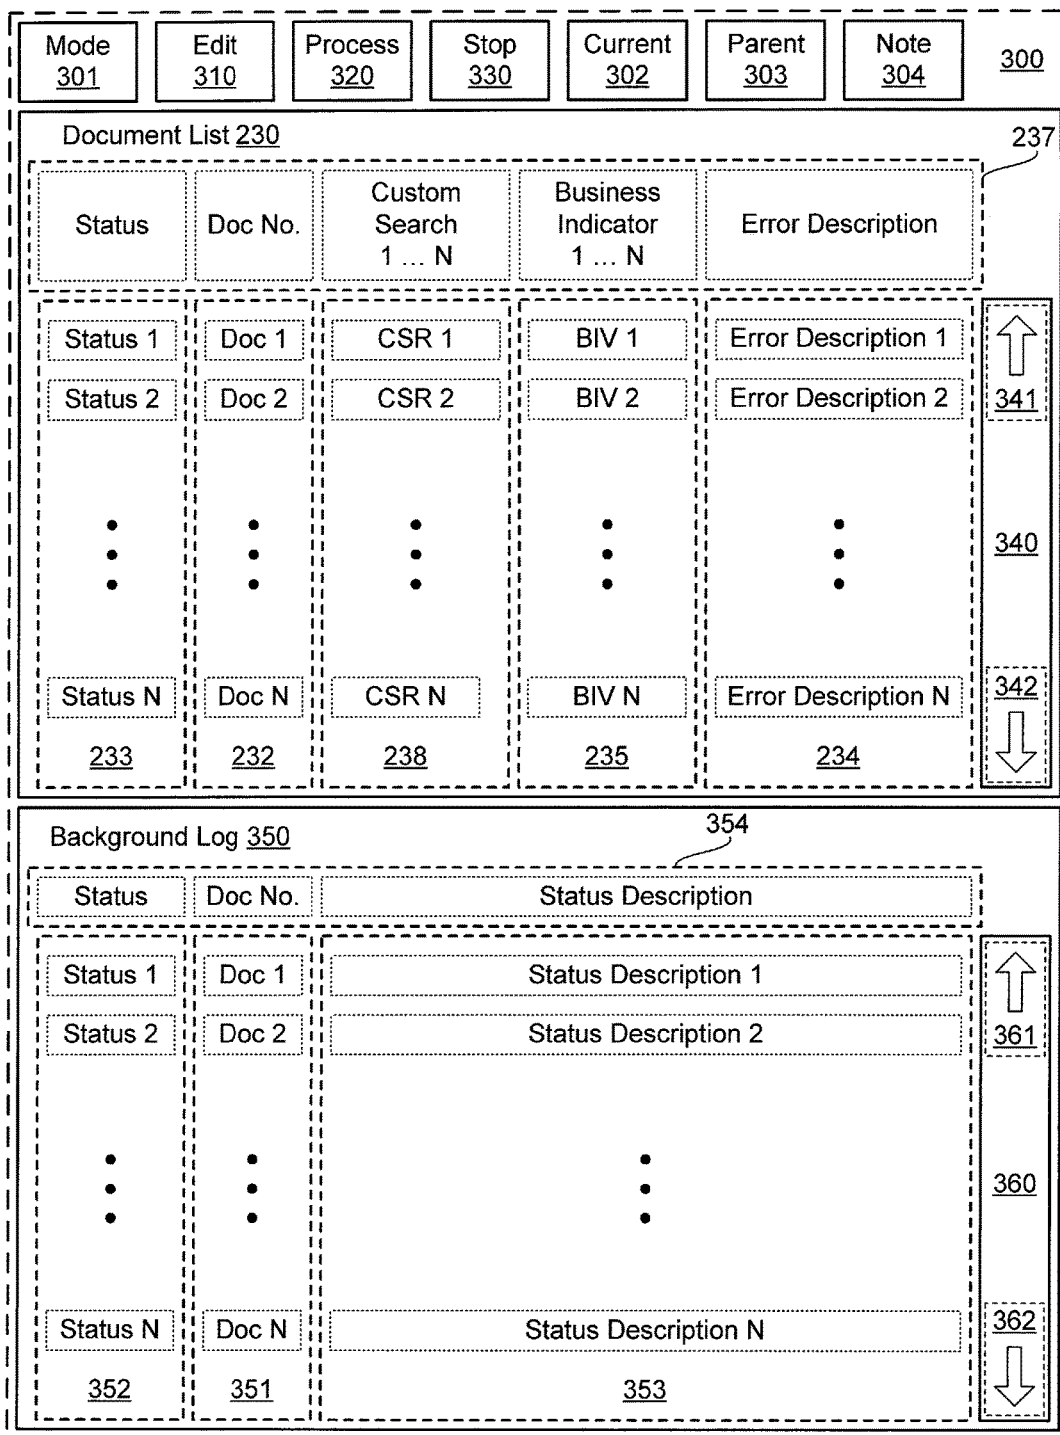 Mode Edit Process Stop Current Parent Note
301 310 320 330 302 303 304 300
Document List 230
237
Status Doc No. Custom Search 1 ... N Business Indicator 1 ... N Error Description
Status 1 Doc 1 CSR 1 BIV 1 Error Description 1
Status 2 Doc 2 CSR 2 BIV 2 Error Description 2
341
340
Status N Doc N CSR N BIV N Error Description N
342
233 232 238 235 234
Background Log 350
354
Status Doc No. Status Description
Status 1 Doc 1 Status Description 1
Status 2 Doc 2 Status Description 2
361
360
Status N Doc N Status Description N
362
352 351 353